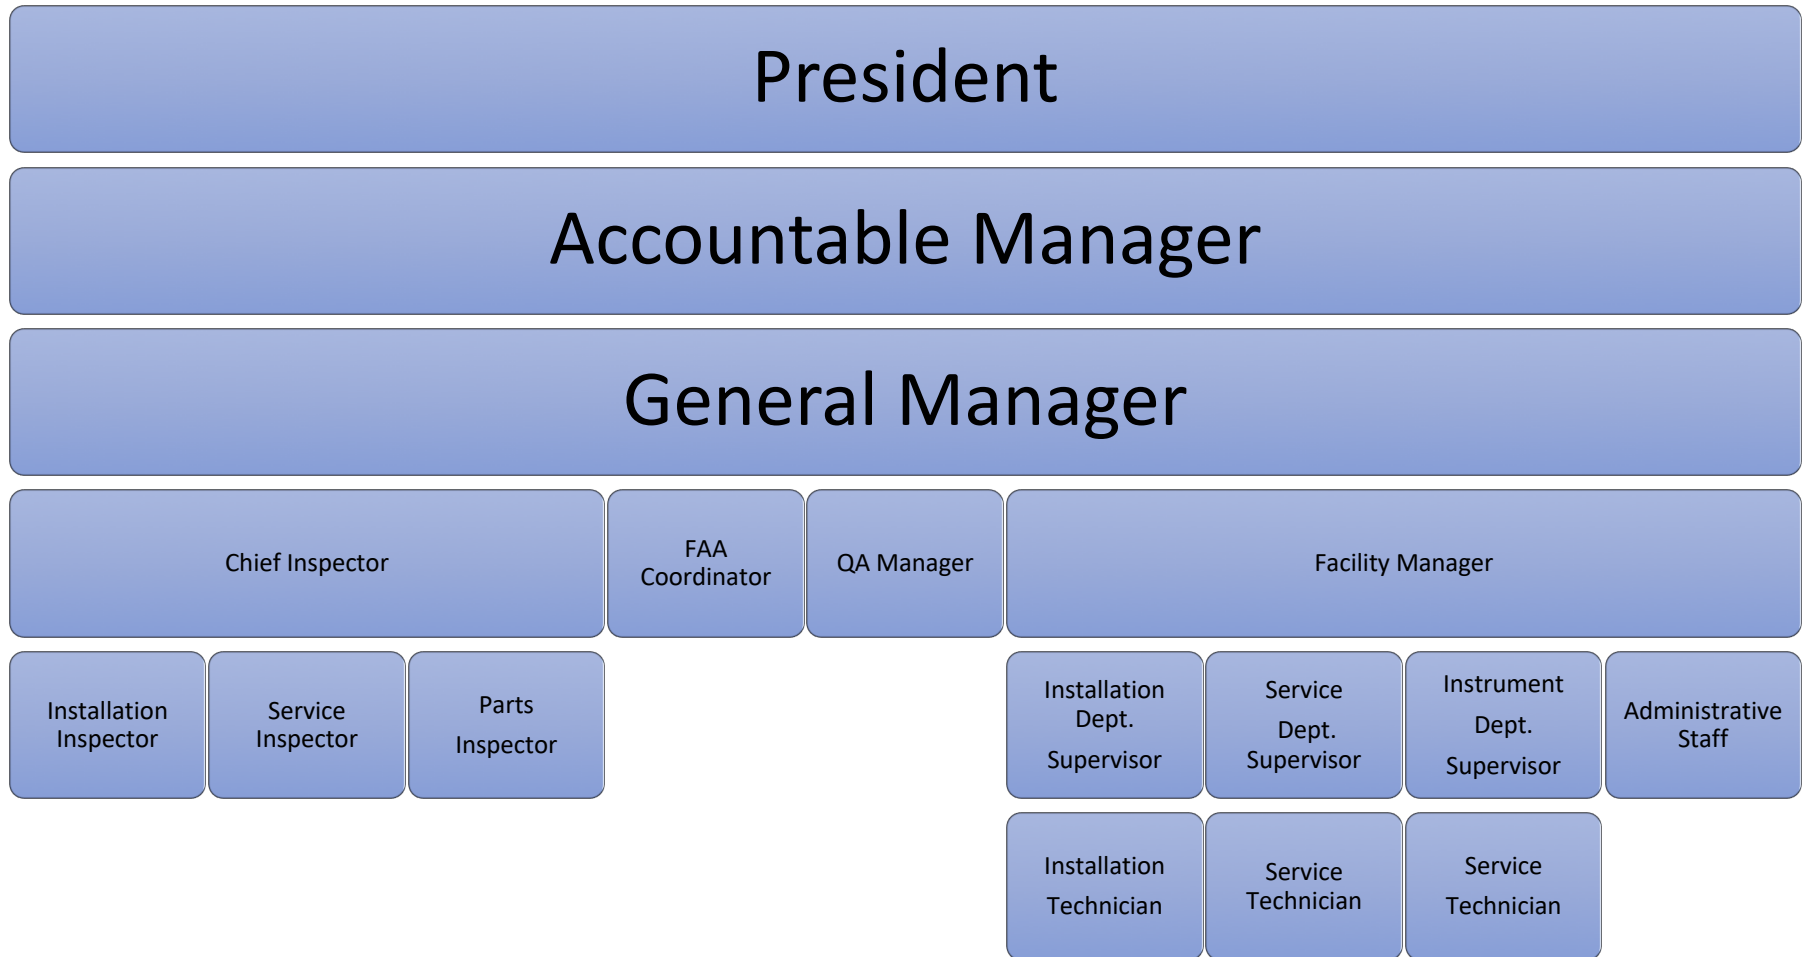 President
Accountable Manager
General Manager
Chief Inspector
FAA
Coordinator
QA Manager
Facility Manager
Installation
Inspector
Service
Inspector
Parts
Inspector
Installation
Dept.
Supervisor
Service
Dept.
Supervisor
Instrument
Dept.
Supervisor
Administrative
Staff
Installation
Technician
Service
Technician
Service
Technician